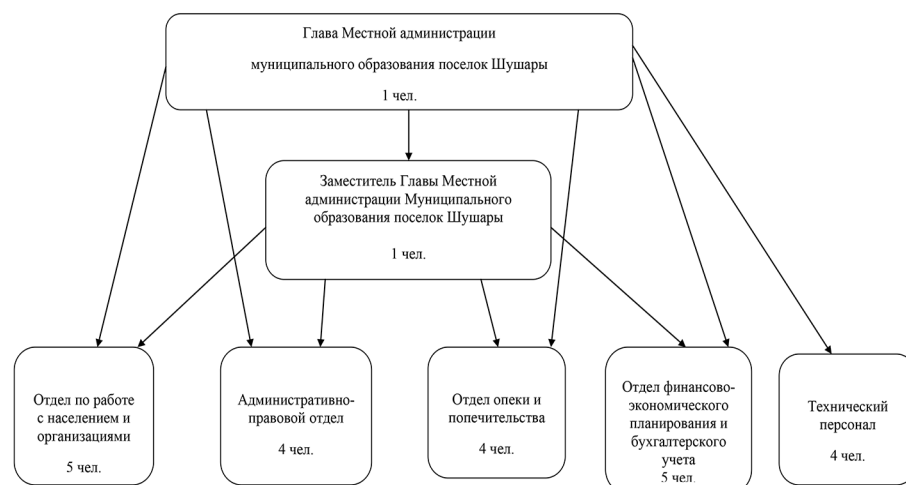 Глава Местной администрации
муниципального образования поселок Шушары
1 чел.
Заместитель Главы Местной
администрации Муниципального
образования поселок Шушары
1 чел.
Отдел по работе
с населением и
организациями
5 чел.
Административно-
правовой отдел
4 чел.
Отдел опеки и
попечительства
4 чел.
Отдел финансово-
экономического
планирования и
бухгалтерского
учета
5 чел.
Технический
персонал
4 чел.